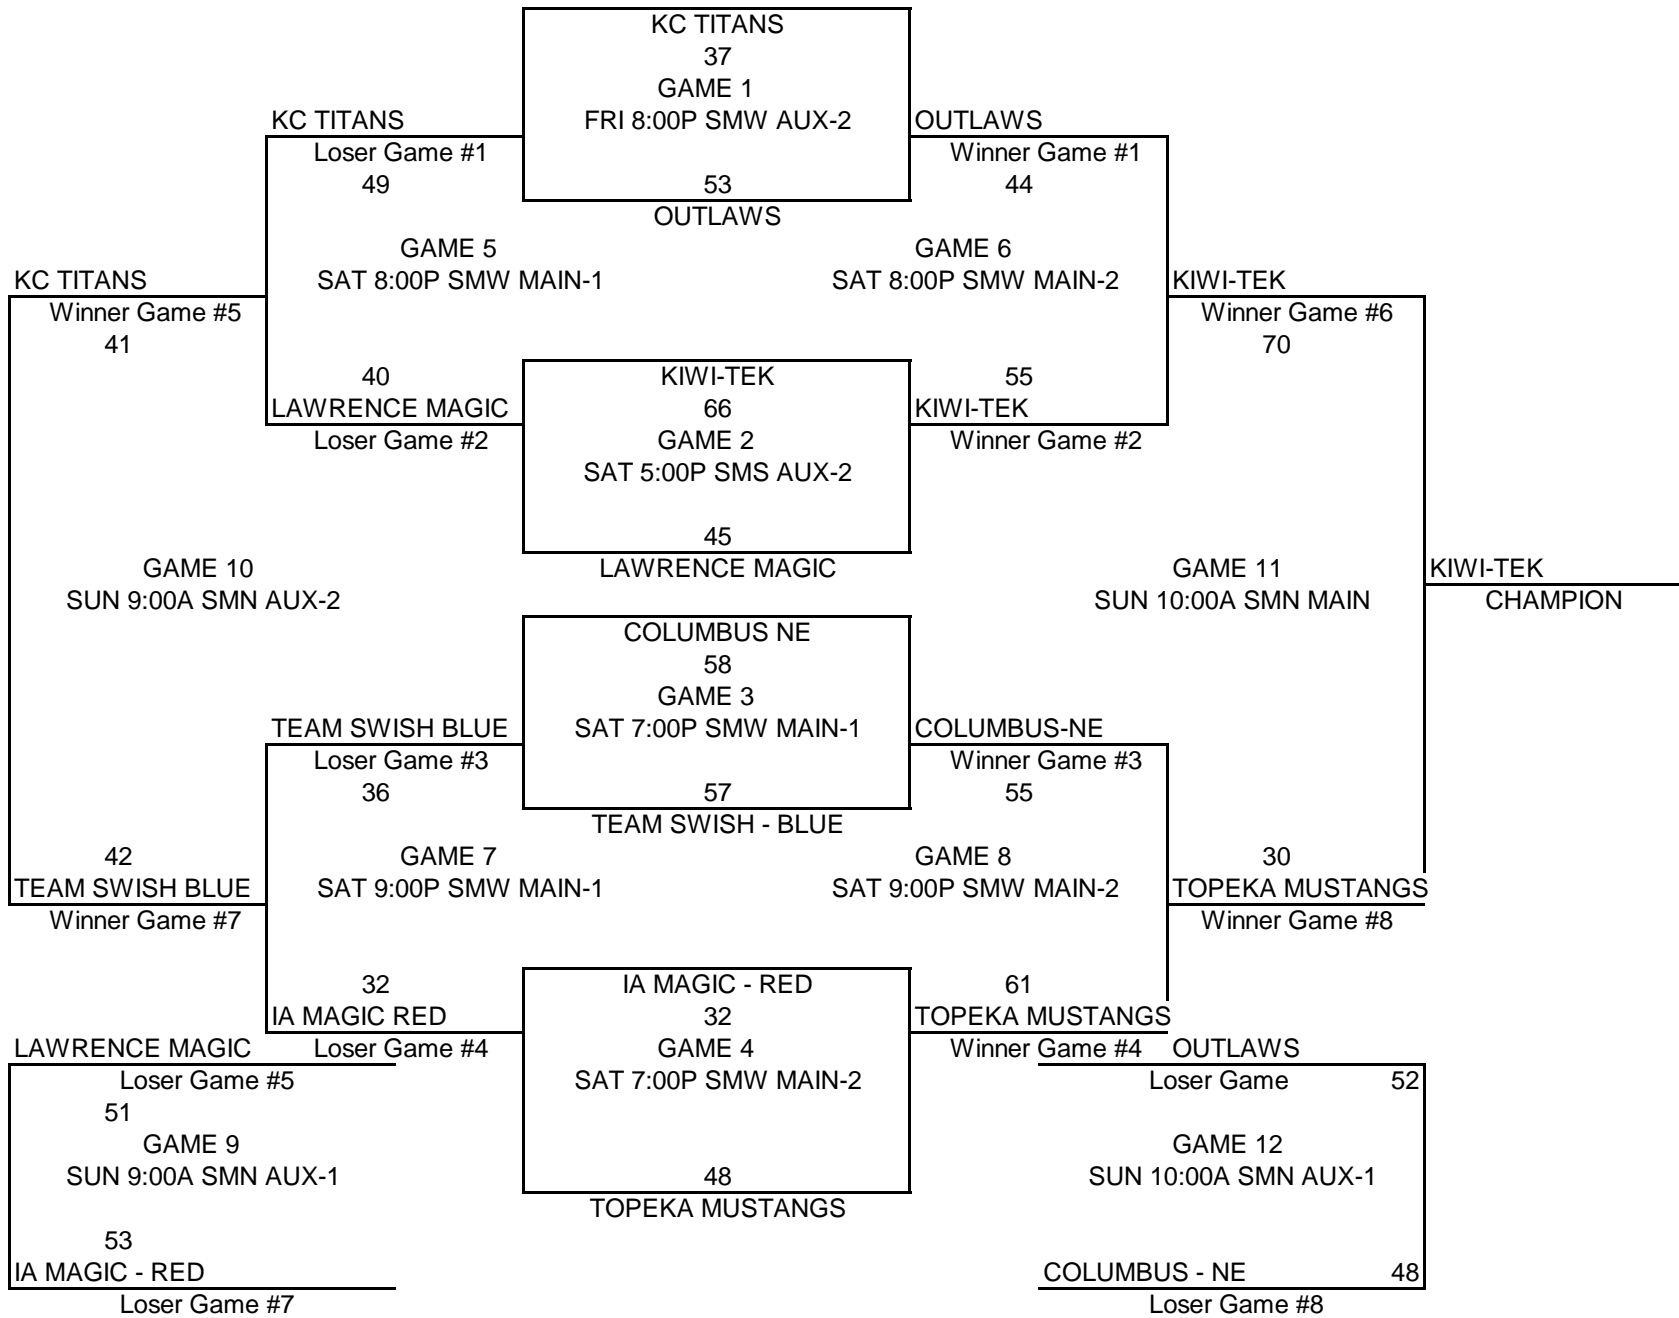 KC TITANS
37
GAME 1
KC TITANS FRI 8:00P SMW AUX-2 OUTLAWS
Loser Game #1 Winner Game #1
49 53 44
OUTLAWS
GAME 5 GAME 6
KC TITANS SAT 8:00P SMW MAIN-1 SAT 8:00P SMW MAIN-2 KIWI-TEK
Winner Game #5 Winner Game #6
41 70
40 KIWI-TEK 55
LAWRENCE MAGIC 66 KIWI-TEK
Loser Game #2 GAME 2 Winner Game #2
SAT 5:00P SMS AUX-2
45
GAME 10 LAWRENCE MAGIC GAME 11 KIWI-TEK
SUN 9:00A SMN AUX-2 SUN 10:00A SMN MAIN CHAMPION
COLUMBUS NE
58
GAME 3
TEAM SWISH BLUE SAT 7:00P SMW MAIN-1 COLUMBUS-NE
Loser Game #3 Winner Game #3
36 57 55
TEAM SWISH - BLUE
42 GAME 7 GAME 8 30
TEAM SWISH BLUE SAT 9:00P SMW MAIN-1 SAT 9:00P SMW MAIN-2 TOPEKA MUSTANGS
Winner Game #7 Winner Game #8
32 IA MAGIC - RED 61
IA MAGIC RED 32 TOPEKA MUSTANGS
LAWRENCE MAGIC Loser Game #4 GAME 4 Winner Game #4 OUTLAWS
Loser Game #5 SAT 7:00P SMW MAIN-2 Loser Game 52
51
GAME 9 GAME 12
SUN 9:00A SMN AUX-1 48 SUN 10:00A SMN AUX-1
TOPEKA MUSTANGS
53
IA MAGIC - RED COLUMBUS - NE 48
Loser Game #7 Loser Game #8